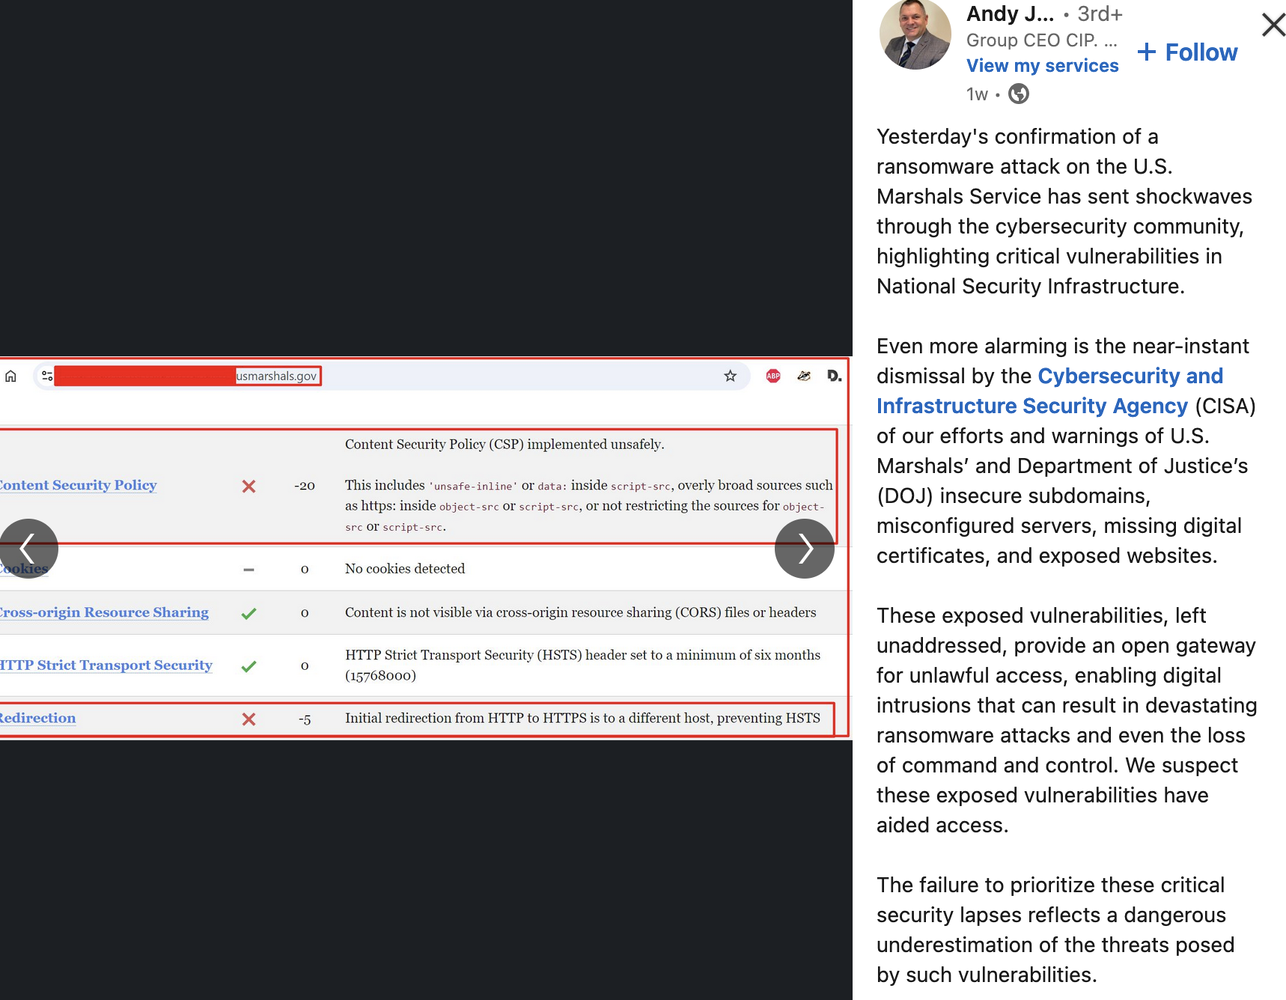 usmarshals.gov
ABP
D.
Content Security Policy (CSP) implemented unsafely.
Content Security Policy
-20
This includes 'unsafe-inline' or data: inside script-src, overly broad sources such
as https: inside object-src or script-src, or not restricting the sources for object-
src or script-src.
Cookies
0
No cookies detected
Cross-origin Resource Sharing
0
Content is not visible via cross-origin resource sharing (CORS) files or headers
HTTP Strict Transport Security
0
HTTP Strict Transport Security (HSTS) header set to a minimum of six months
(15768000)
Redirection
-5
Initial redirection from HTTP to HTTPS is to a different host, preventing HSTS
Andy J... • 3rd+
Group CEO CIP. ...
View my services
+ Follow
1w •
Yesterday's confirmation of a
ransomware attack on the U.S.
Marshals Service has sent shockwaves
through the cybersecurity community,
highlighting critical vulnerabilities in
National Security Infrastructure.
Even more alarming is the near-instant
dismissal by the Cybersecurity and
Infrastructure Security Agency (CISA)
of our efforts and warnings of U.S.
Marshals’ and Department of Justice’s
(DOJ) insecure subdomains,
misconfigured servers, missing digital
certificates, and exposed websites.
These exposed vulnerabilities, left
unaddressed, provide an open gateway
for unlawful access, enabling digital
intrusions that can result in devastating
ransomware attacks and even the loss
of command and control. We suspect
these exposed vulnerabilities have
aided access.
The failure to prioritize these critical
security lapses reflects a dangerous
underestimation of the threats posed
by such vulnerabilities.